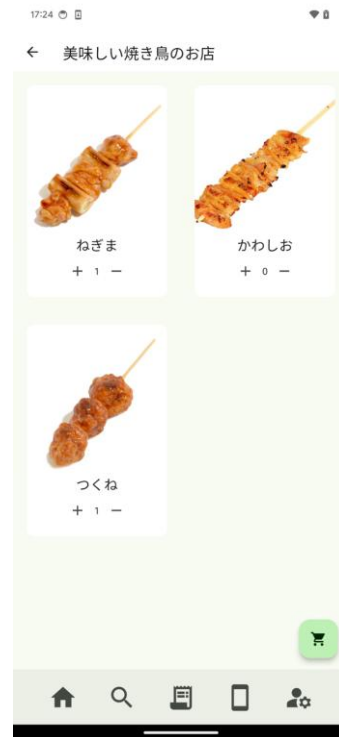 17:24
美味しい焼き鳥のお店
ねぎま
かわしお
+ 1 −
+ 0 −
つくね
+ 1 −